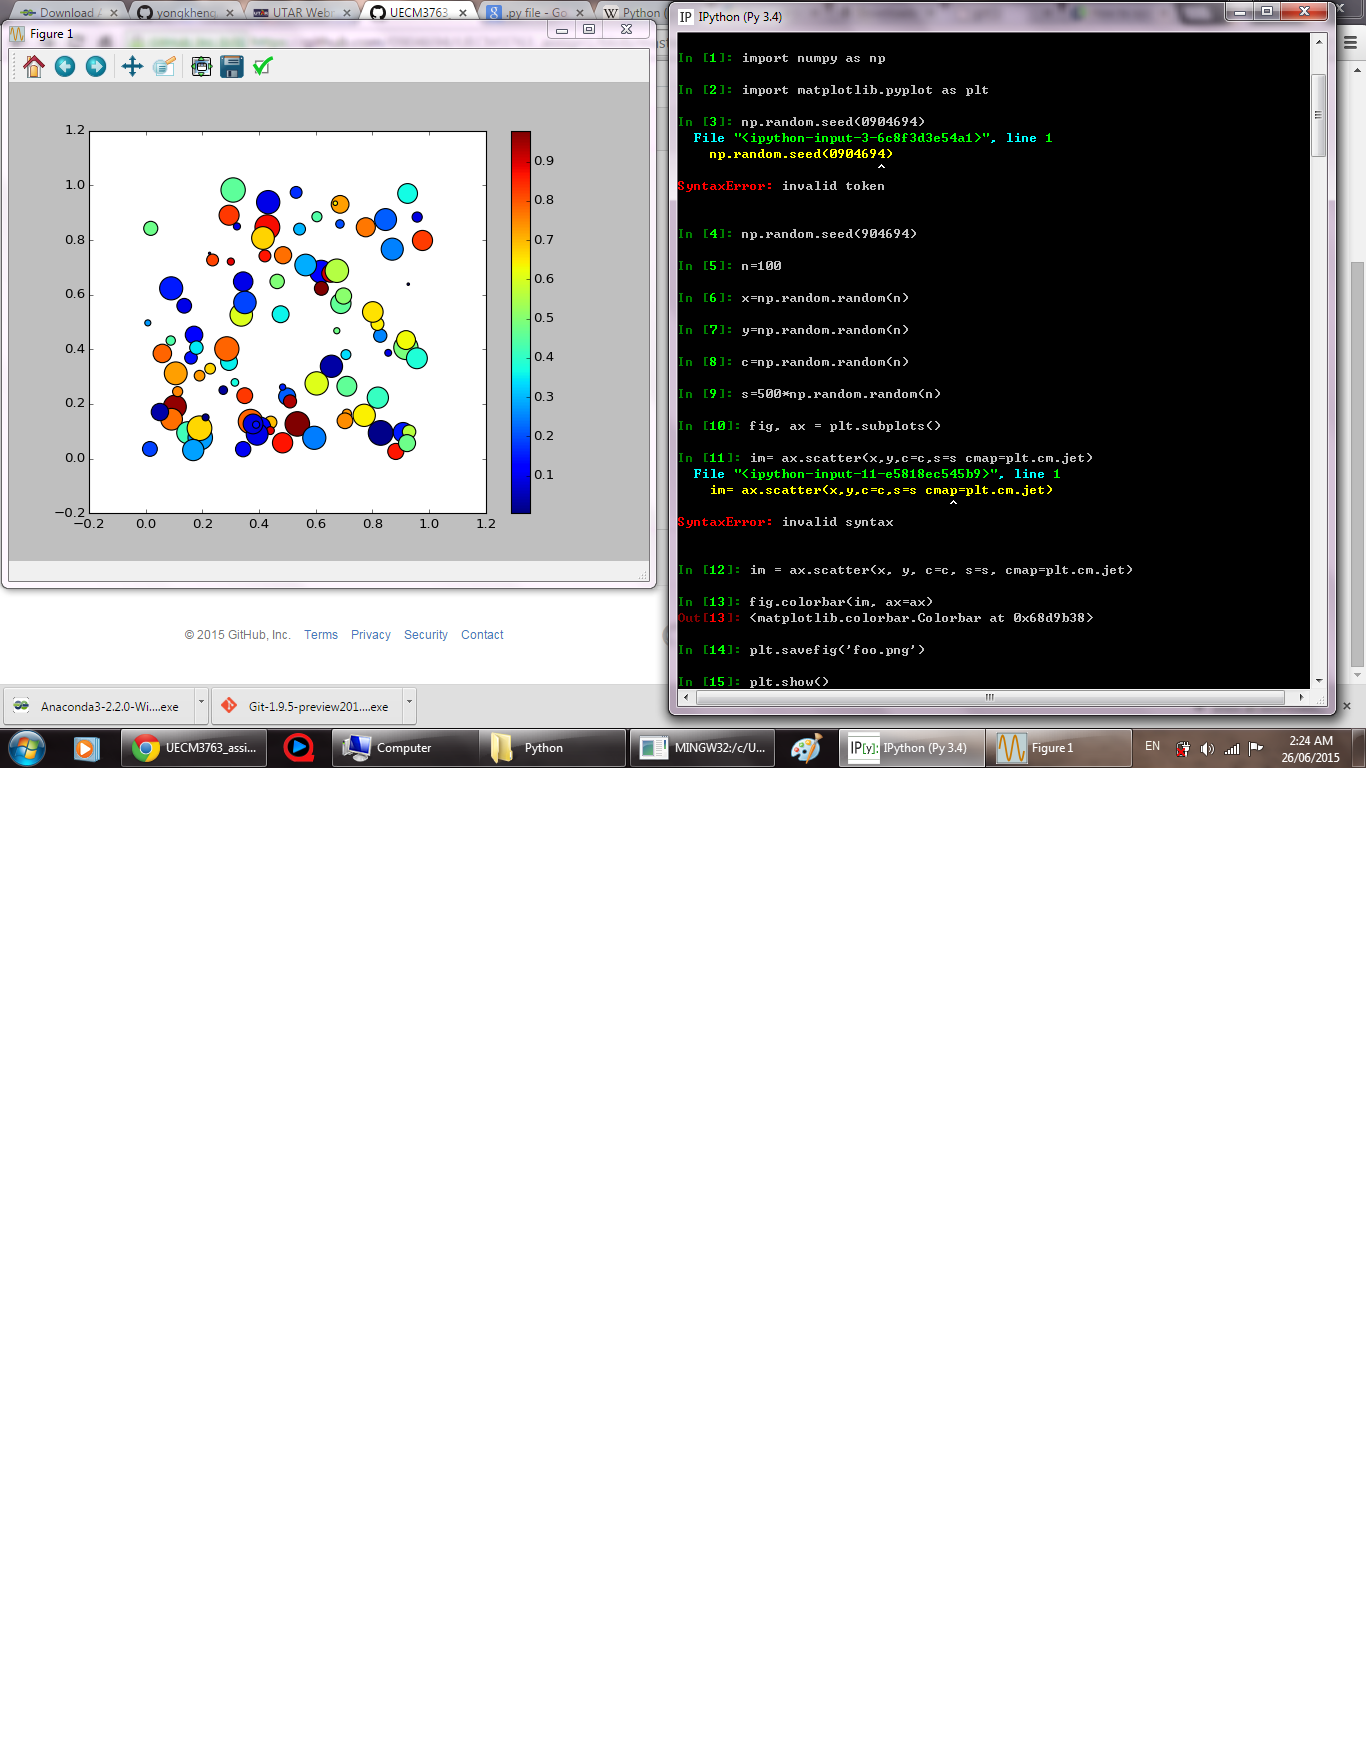 Download A
yongkheng
UTAR Webr
UECM3763_
.py file - Go
Python (
Figure 1
1.2
1.0
0.8
0.6
0.4
0.2
0.0
−0.2
−0.2
0.0
0.2
0.4
0.6
0.8
1.0
1.2
0.9
0.8
0.7
0.6
0.5
0.4
0.3
0.2
0.1
IP IPython (Py 3.4)
In [1]: import numpy as np
In [2]: import matplotlib.pyplot as plt
In [3]: np.random.seed(0904694)
File "<ipython-input-3-6c8f3d3e54a1>", line 1
np.random.seed(0904694)
^
SyntaxError: invalid token
In [4]: np.random.seed(904694)
In [5]: n=100
In [6]: x=np.random.random(n)
In [7]: y=np.random.random(n)
In [8]: c=np.random.random(n)
In [9]: s=500*np.random.random(n)
In [10]: fig, ax = plt.subplots()
In [11]: im= ax.scatter(x,y,c=c,s=s cmap=plt.cm.jet)
File "<ipython-input-11-e5818ec545b9>", line 1
im= ax.scatter(x,y,c=c,s=s cmap=plt.cm.jet)
^
SyntaxError: invalid syntax
In [12]: im = ax.scatter(x, y, c=c, s=s, cmap=plt.cm.jet)
In [13]: fig.colorbar(im, ax=ax)
Out[13]: <matplotlib.colorbar.Colorbar at 0x68d9b38>
In [14]: plt.savefig('foo.png')
In [15]: plt.show()
© 2015 GitHub, Inc. Terms Privacy Security Contact
Anaconda3-2.2.0-Wi....exe
Git-1.9.5-preview201....exe
UECM3763_assi...
Computer
Python
MINGW32:/c/U...
IP[y]: IPython (Py 3.4)
Figure 1
EN
2:24 AM
26/06/2015